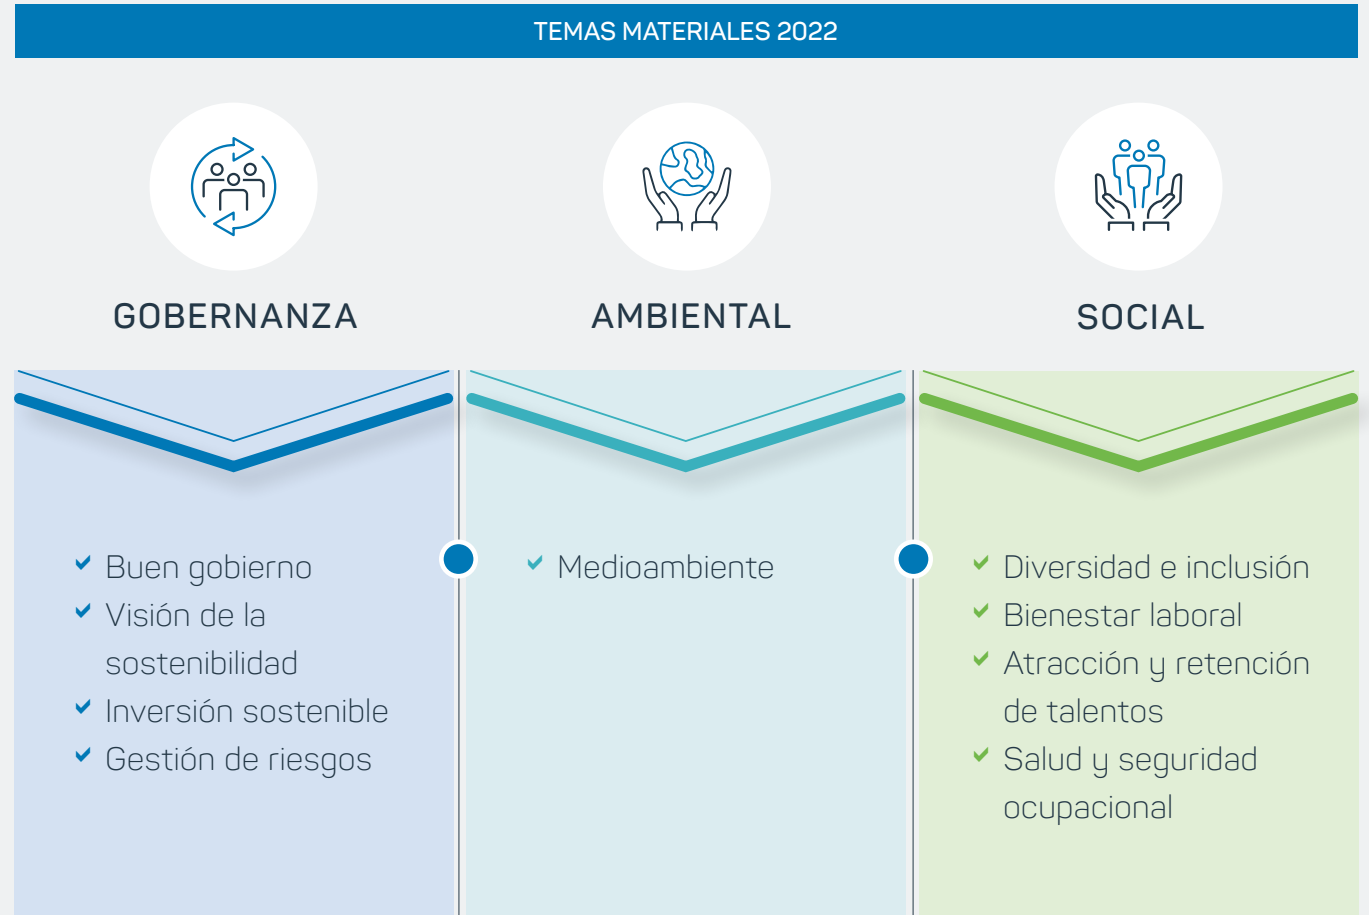 TEMAS MATERIALES 2022
GOBERNANZA
Buen gobierno
Visión de la
sostenibilidad
Inversión sostenible
Gestión de riesgos
AMBIENTAL
Medioambiente
SOCIAL
Diversidad e inclusión
Bienestar laboral
Atracción y retención
de talentos
Salud y seguridad
ocupacional